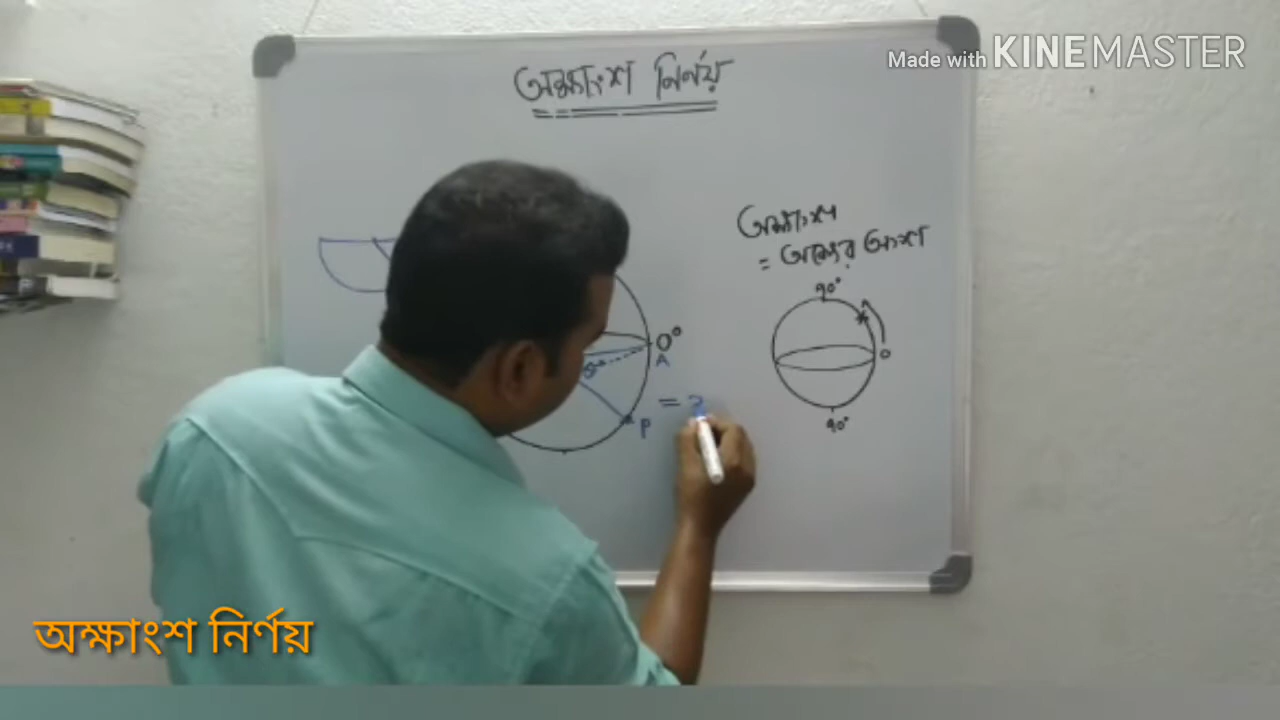 Made with KINEMASTER
অক্ষাংশ নির্ণয়
অক্ষাংশ
= অক্ষের অংশ
90°
0°
A
0
P
=
90°
অক্ষাংশ নির্ণয়